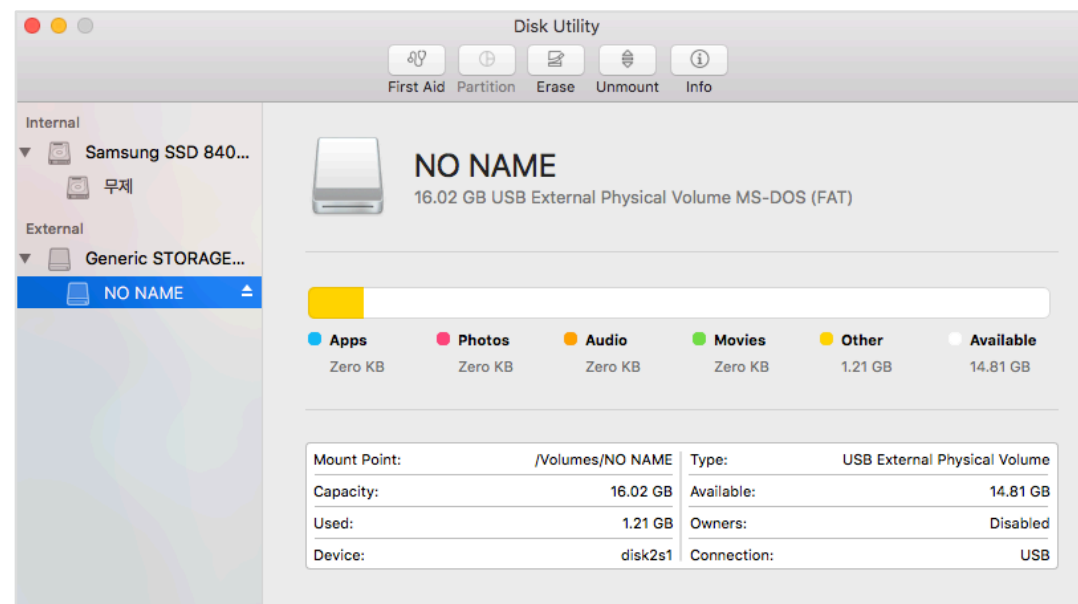 Disk Utility
First Aid Partition Erase Unmount Info
Internal
Samsung SSD 840...
무제
External
Generic STORAGE...
NO NAME
NO NAME
16.02 GB USB External Physical Volume MS-DOS (FAT)
Apps Photos Audio Movies Other Available
Zero KB Zero KB Zero KB Zero KB 1.21 GB 14.81 GB
Mount Point: /Volumes/NO NAME Type: USB External Physical Volume
Capacity: 16.02 GB Available: 14.81 GB
Used: 1.21 GB Owners: Disabled
Device: disk2s1 Connection: USB